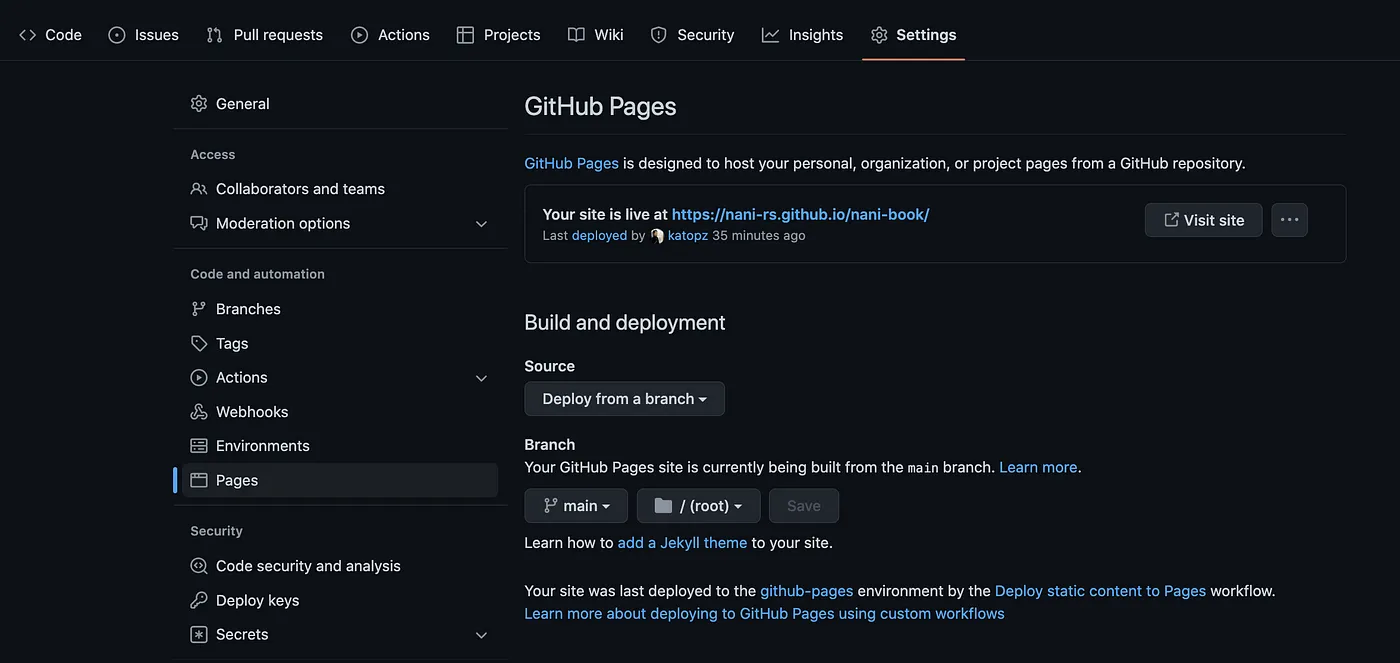 Code Issues Pull requests Actions Projects Wiki Security Insights Settings
General
Access
Collaborators and teams
Moderation options
Code and automation
Branches
Tags
Actions
Webhooks
Environments
Pages
Security
Code security and analysis
Deploy keys
Secrets
GitHub Pages
GitHub Pages is designed to host your personal, organization, or project pages from a GitHub repository.
Your site is live at https://nani-rs.github.io/nani-book/
Last deployed by katopz 35 minutes ago
Visit site
Build and deployment
Source
Deploy from a branch
Branch
Your GitHub Pages site is currently being built from the main branch. Learn more.
main / (root) Save
Learn how to add a Jekyll theme to your site.
Your site was last deployed to the github-pages environment by the Deploy static content to Pages workflow.
Learn more about deploying to GitHub Pages using custom workflows